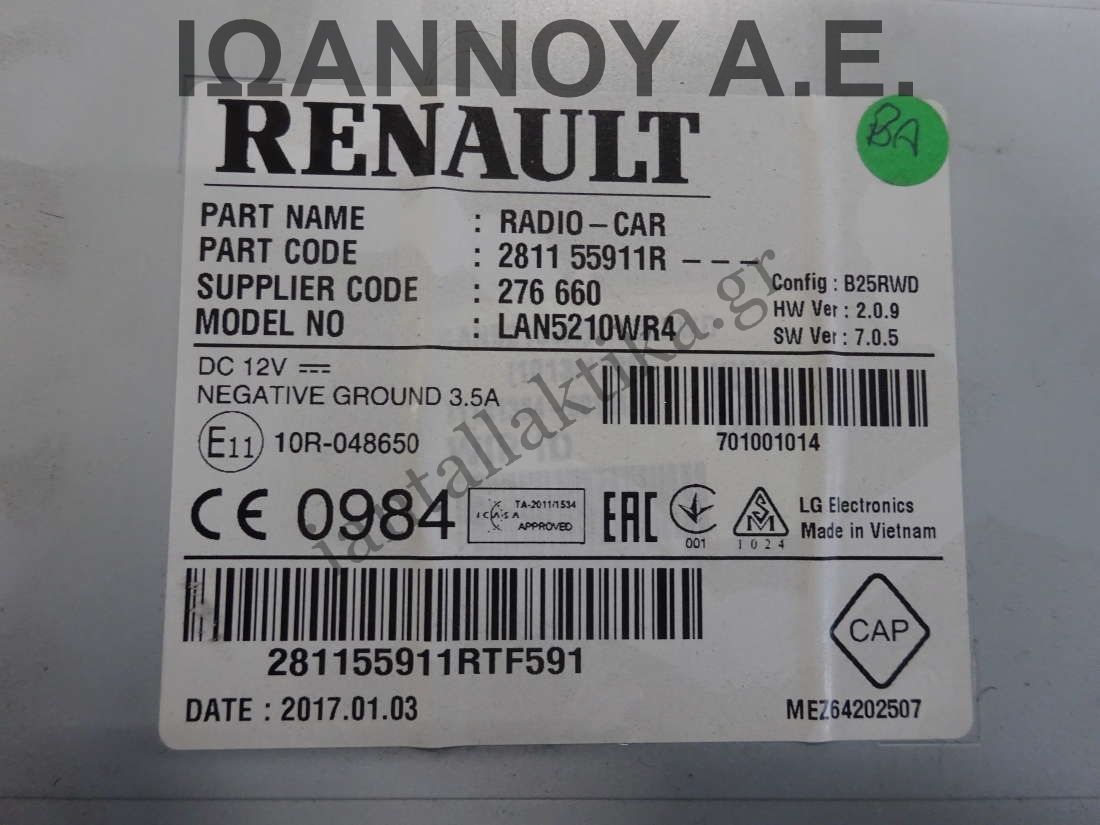 ΙΩΑΝΝΟΥ Α.Ε.
RENAULT
BA
PART NAME : RADIO-CAR
PART CODE : 2811 55911R ---
SUPPLIER CODE : 276 660
MODEL NO : LAN5210WR4
Config : B25RWD
HW Ver : 2.0.9
SW Ver : 7.0.5
DC 12V
NEGATIVE GROUND 3.5A
E11 10R-048650
701001014
CE 0984
ICASA
TA-2011/1534
APPROVED
EAC
001
SM
1024
LG Electronics
Made in Vietnam
281155911RTF591
CAP
DATE : 2017.01.03
MEZ64202507
iantallaktika.gr